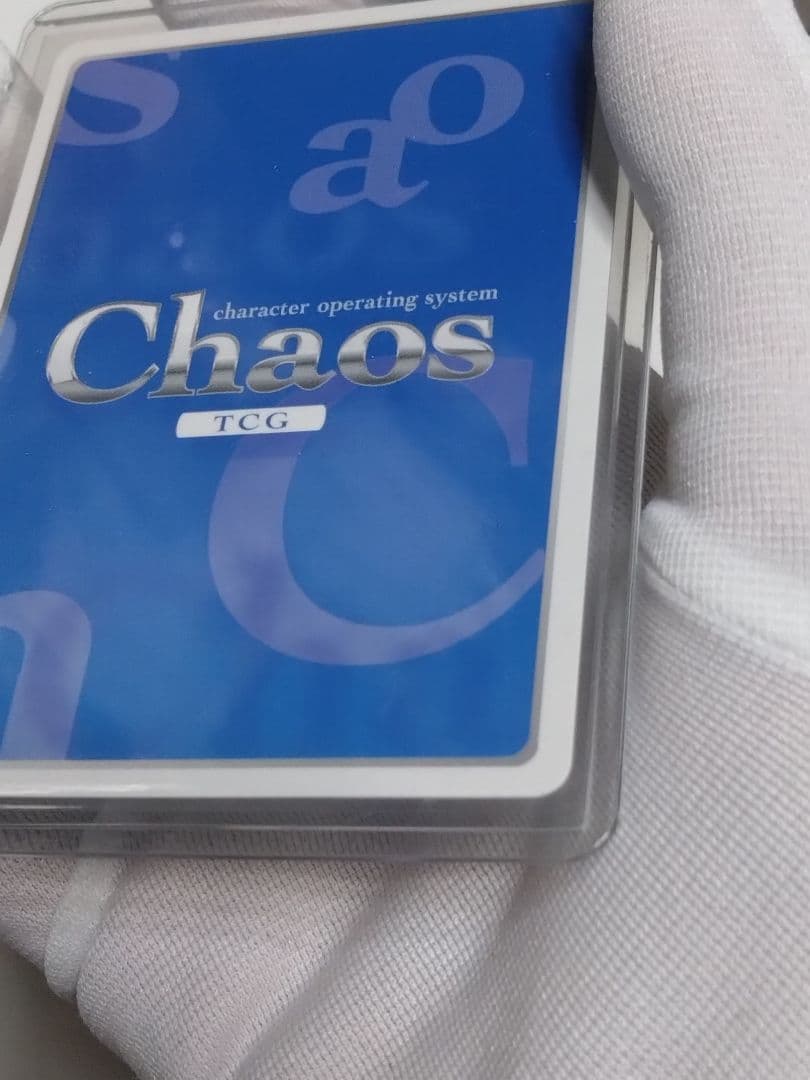 s
a o
character operating system
Chaos
TCG
C
h